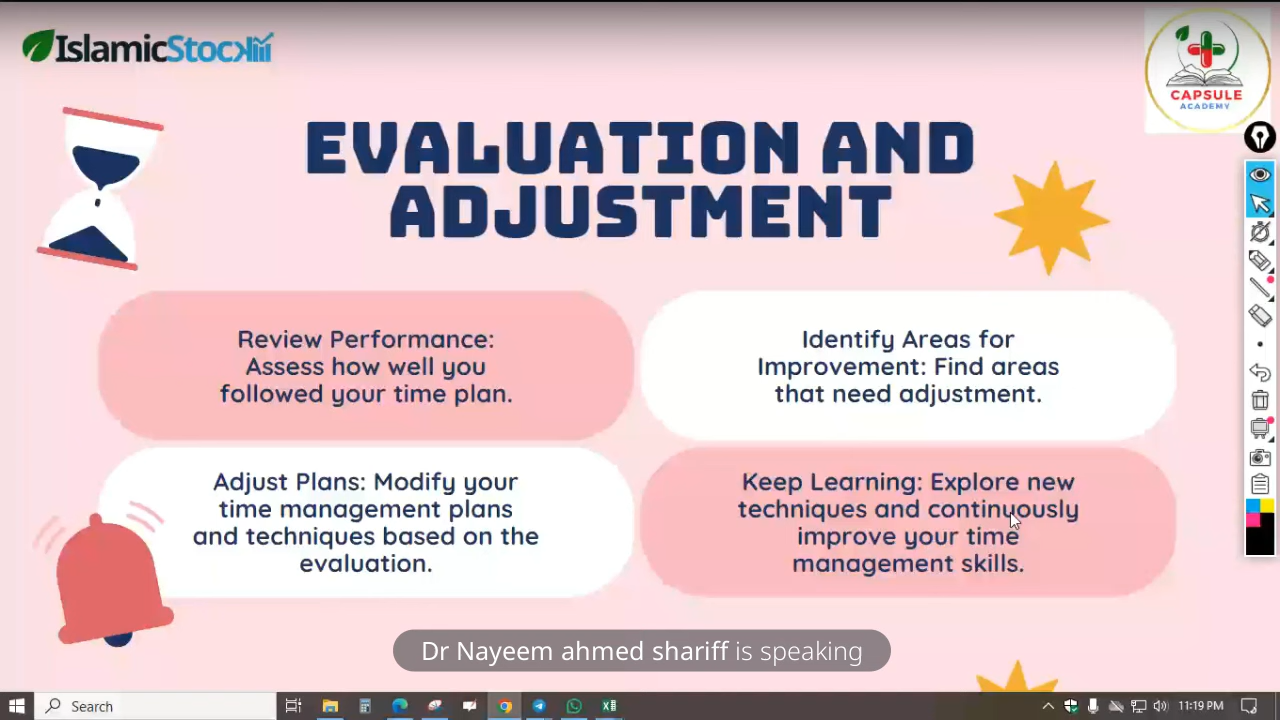 IslamicStock
CAPSULE
ACADEMY
EVALUATION AND
ADJUSTMENT
Review Performance:
Assess how well you
followed your time plan.
Identify Areas for
Improvement: Find areas
that need adjustment.
Adjust Plans: Modify your
time management plans
and techniques based on the
evaluation.
Keep Learning: Explore new
techniques and continuously
improve your time
management skills.
Dr Nayeem ahmed shariff is speaking
Search
11:19 PM